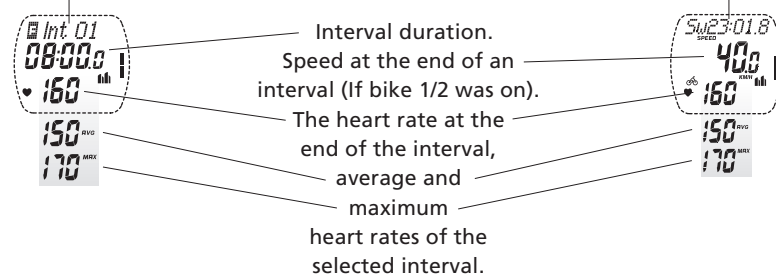 Int. 01
08:00.0
160
150 AVG
170 MAX
Interval duration.
Speed at the end of an
interval (If bike 1/2 was on).
The heart rate at the
end of the interval,
average and
maximum
heart rates of the
selected interval.
Sw23:01.8
SPEED
40.0
KM/H
160
150 AVG
170 MAX